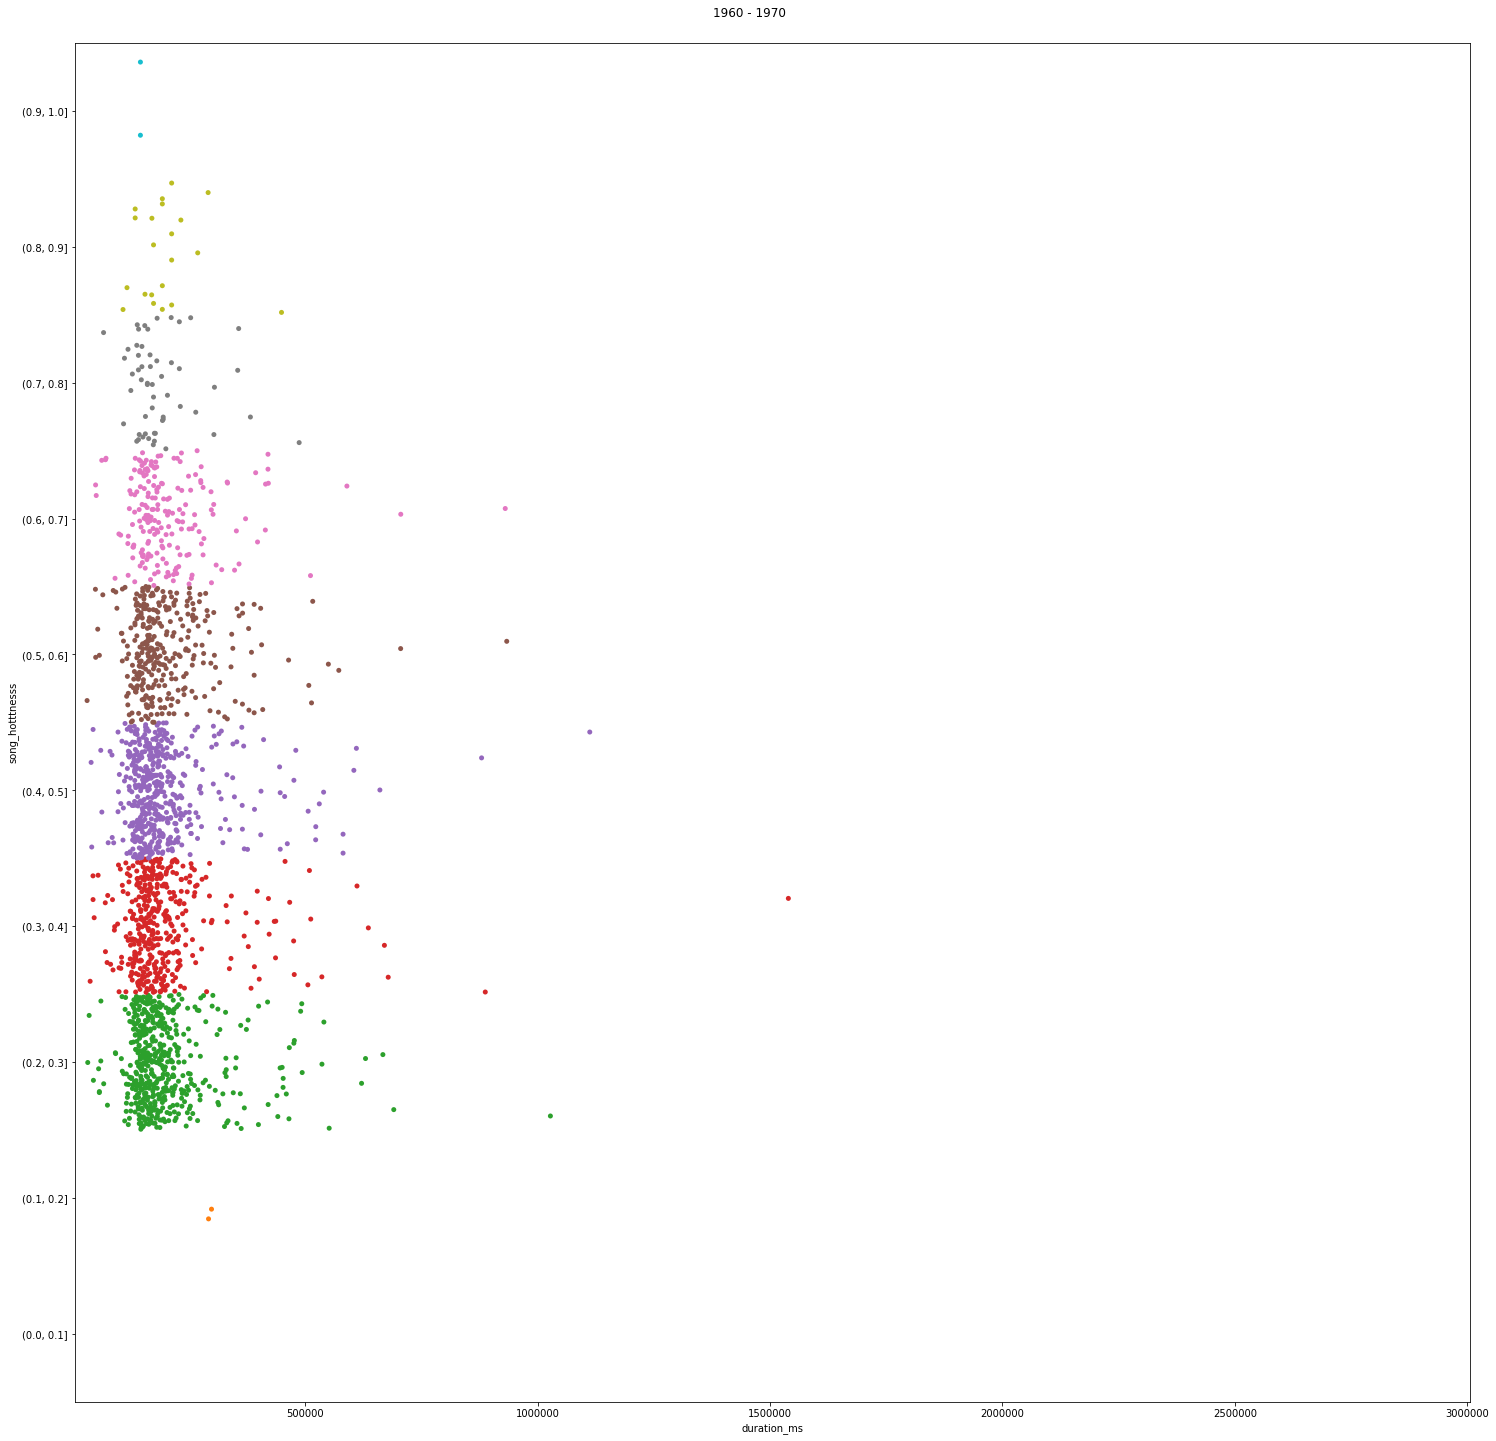 1960 - 1970
(0.9, 1.0]
(0.8, 0.9]
(0.7, 0.8]
(0.6, 0.7]
(0.5, 0.6]
(0.4, 0.5]
(0.3, 0.4]
(0.2, 0.3]
(0.1, 0.2]
(0.0, 0.1]
song_hotttnesss
500000 1000000 1500000 2000000 2500000 3000000
duration_ms